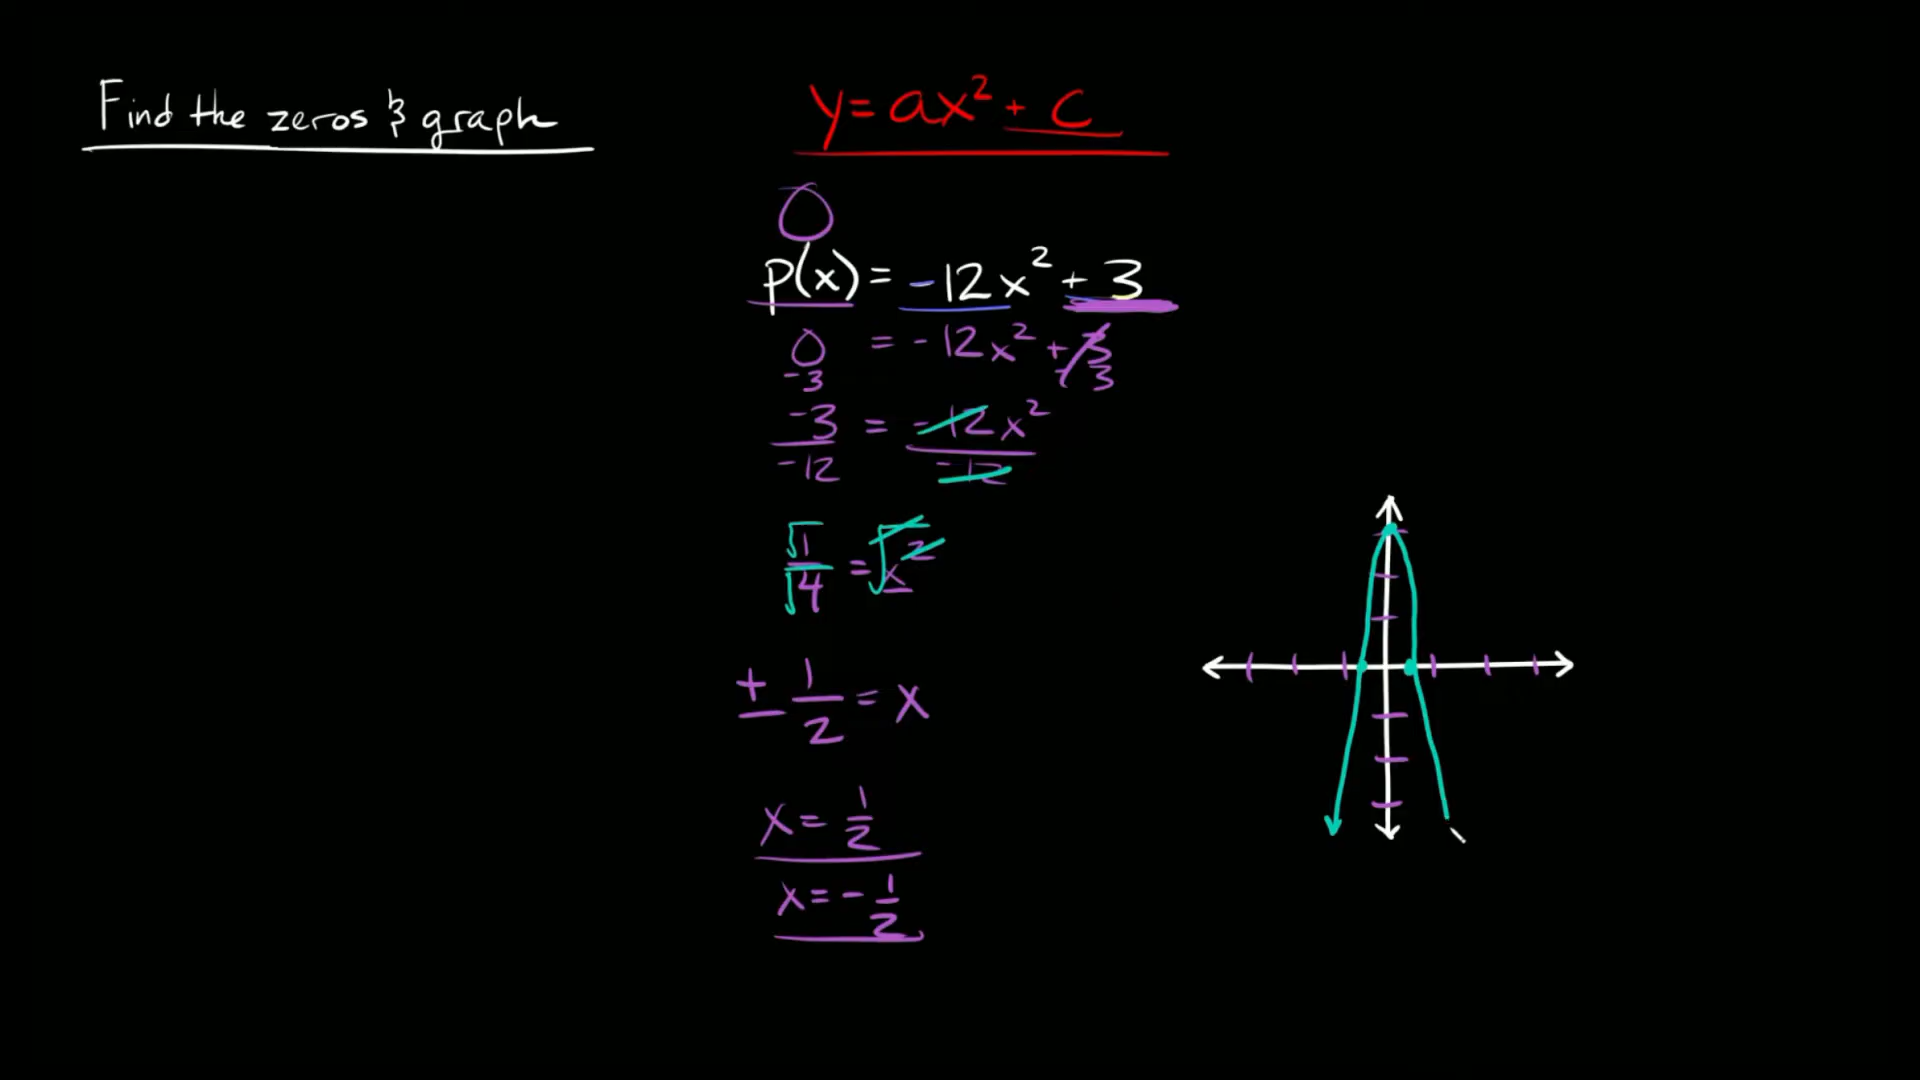 Find the zeros & graph
y = ax² + c
0
p(x) = -12x² + 3
0 = -12x² + 3
-3 - 3
-3 = -12x²
-12 -12
√1/√4 = √x²
± 1/2 = x
x = 1/2
x = - 1/2